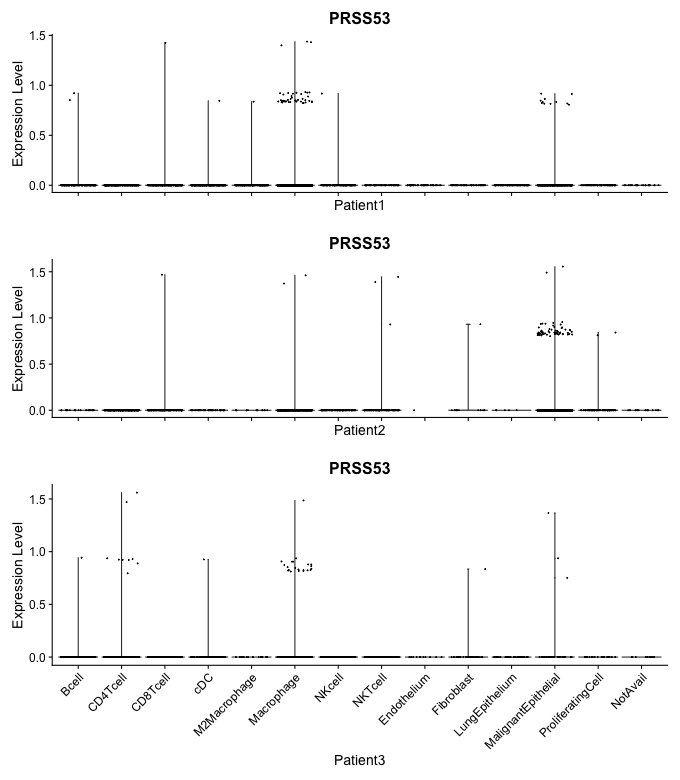 PRSS53
Expression Level
1.5
1.0
0.5
0.0
Patient1
PRSS53
Expression Level
1.5
1.0
0.5
0.0
Patient2
PRSS53
Expression Level
1.5
1.0
0.5
0.0
Bcell
CD4Tcell
CD8Tcell
cDC
M2Macrophage
Macrophage
NKcell
NKTcell
Endothelium
Fibroblast
LungEpithelium
MalignantEpithelial
ProliferatingCell
NotAvail
Patient3